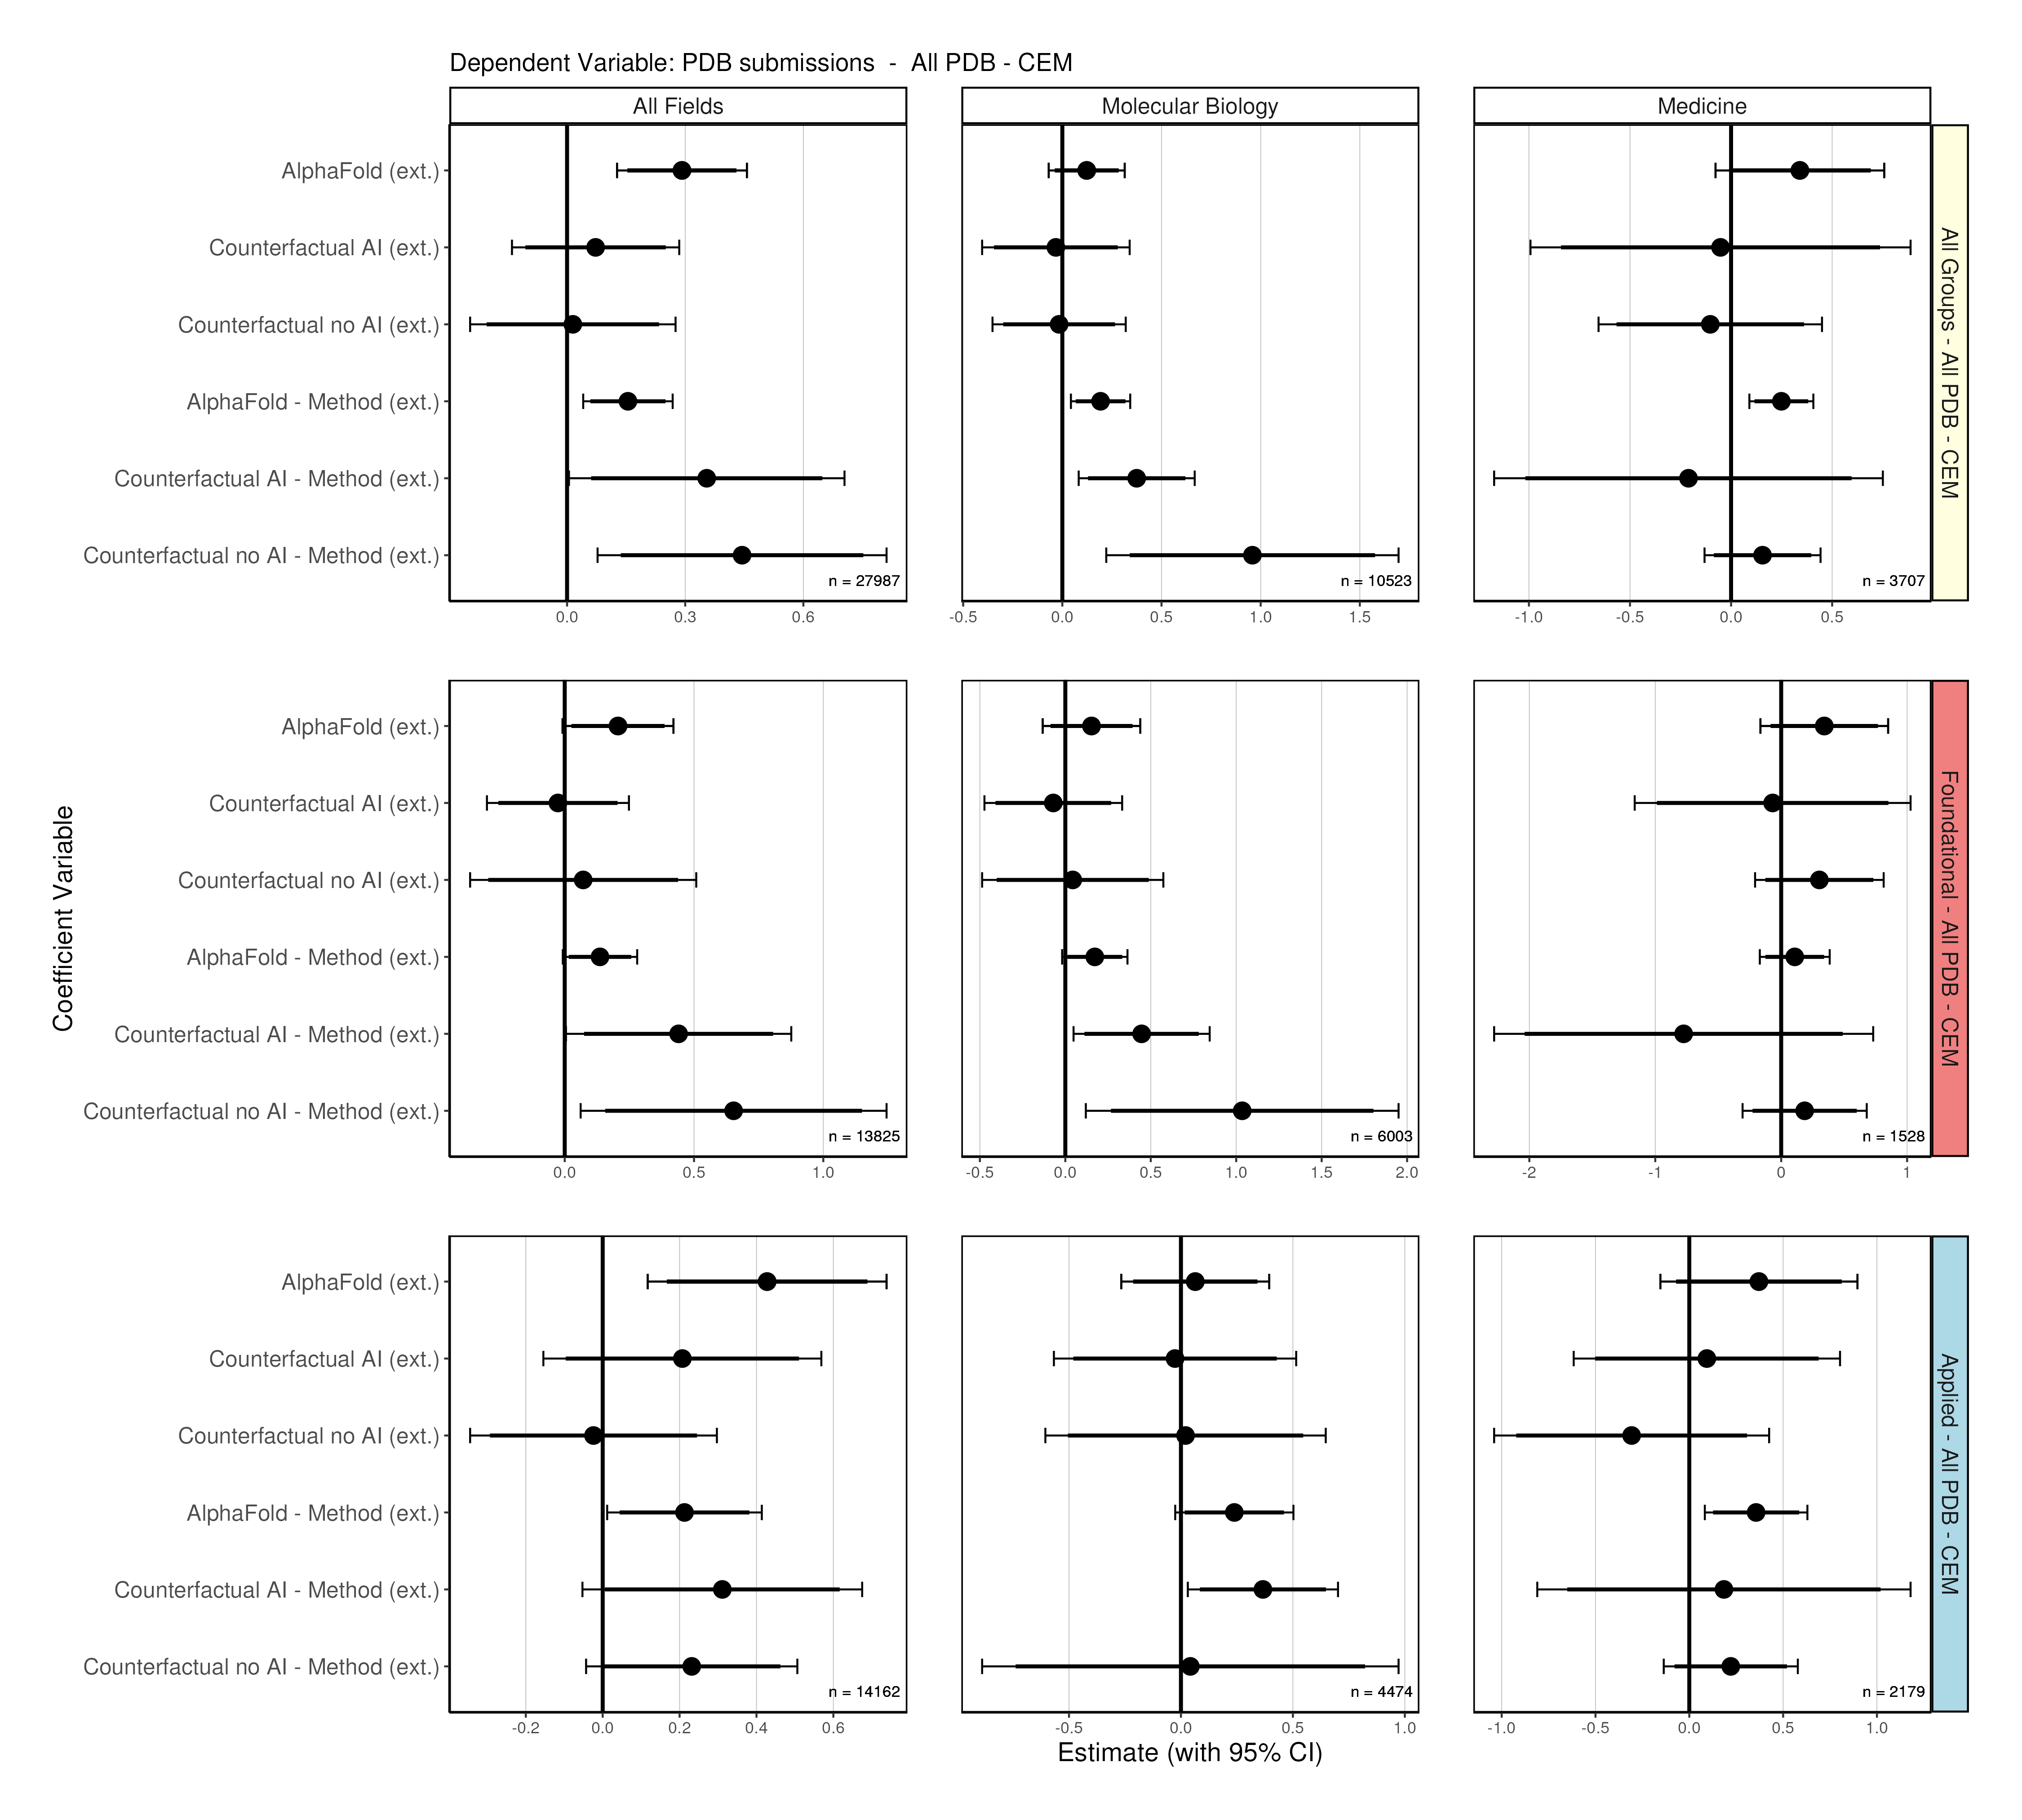 Dependent Variable: PDB submissions - All PDB - CEM
All Fields
Molecular Biology
Medicine
AlphaFold (ext.)
Counterfactual AI (ext.)
Counterfactual no AI (ext.)
AlphaFold - Method (ext.)
Counterfactual AI - Method (ext.)
Counterfactual no AI - Method (ext.)
n = 27987
n = 10523
n = 3707
All Groups - All PDB - CEM
0.0 0.3 0.6
-0.5 0.0 0.5 1.0 1.5
-1.0 -0.5 0.0 0.5
Coefficient Variable
AlphaFold (ext.)
Counterfactual AI (ext.)
Counterfactual no AI (ext.)
AlphaFold - Method (ext.)
Counterfactual AI - Method (ext.)
Counterfactual no AI - Method (ext.)
n = 13825
n = 6003
n = 1528
Foundational - All PDB - CEM
0.0 0.5 1.0
-0.5 0.0 0.5 1.0 1.5 2.0
-2 -1 0 1
AlphaFold (ext.)
Counterfactual AI (ext.)
Counterfactual no AI (ext.)
AlphaFold - Method (ext.)
Counterfactual AI - Method (ext.)
Counterfactual no AI - Method (ext.)
n = 14162
n = 4474
n = 2179
Applied - All PDB - CEM
-0.2 0.0 0.2 0.4 0.6
-0.5 0.0 0.5 1.0
-1.0 -0.5 0.0 0.5 1.0
Estimate (with 95% CI)